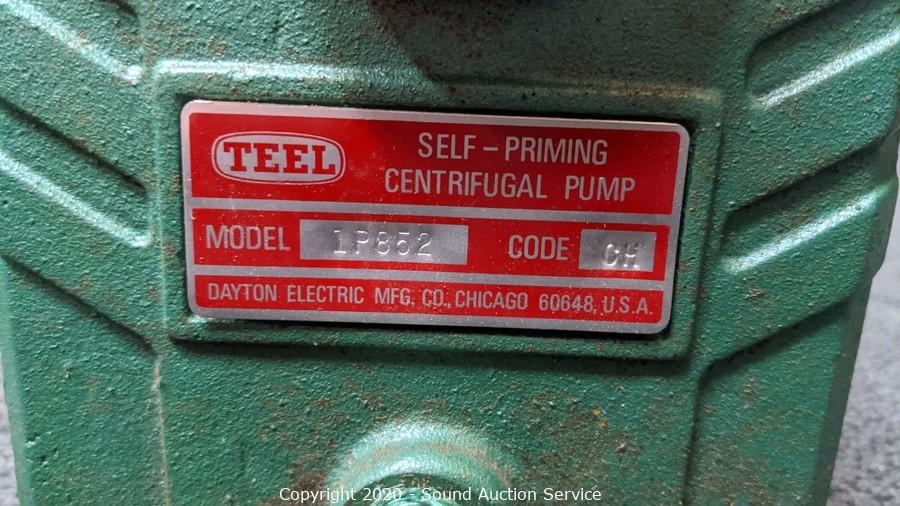 TEEL
SELF-PRIMING
CENTRIFUGAL PUMP
MODEL 1P852 CODE CH
DAYTON ELECTRIC MFG. CO., CHICAGO 60648, U.S.A.
Copyright 2020 - Sound Auction Service